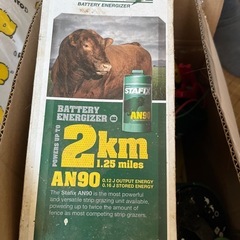 BATTERY ENERGIZER
STAFIX
AN90
BATTERY
ENERGIZER
POWERS UP TO
2km
1.25 miles
AN90
0.12 J OUTPUT ENERGY
0.16 J STORED ENERGY
The Stafix AN90 is the most powerful
and versatile strip grazing unit available,
powering up to twice the amount of
fence as most competing strip grazers.